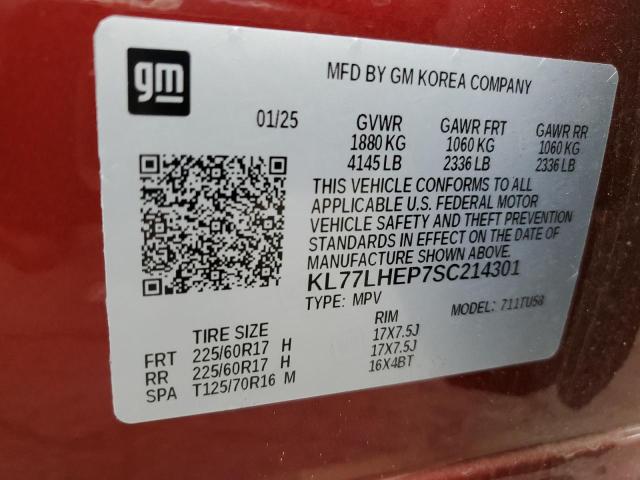 gm
MFD BY GM KOREA COMPANY
01/25 GVWR GAWR FRT GAWR RR
1880 KG 1060 KG 1060 KG
4145 LB 2336 LB 2336 LB
THIS VEHICLE CONFORMS TO ALL
APPLICABLE U.S. FEDERAL MOTOR
VEHICLE SAFETY AND THEFT PREVENTION
STANDARDS IN EFFECT ON THE DATE OF
MANUFACTURE SHOWN ABOVE.
KL77LHEP7SC214301
TYPE: MPV MODEL: 711TU58
TIRE SIZE RIM
FRT 225/60R17 H 17X7.5J
RR 225/60R17 H 17X7.5J
SPA T125/70R16 M 16X4BT